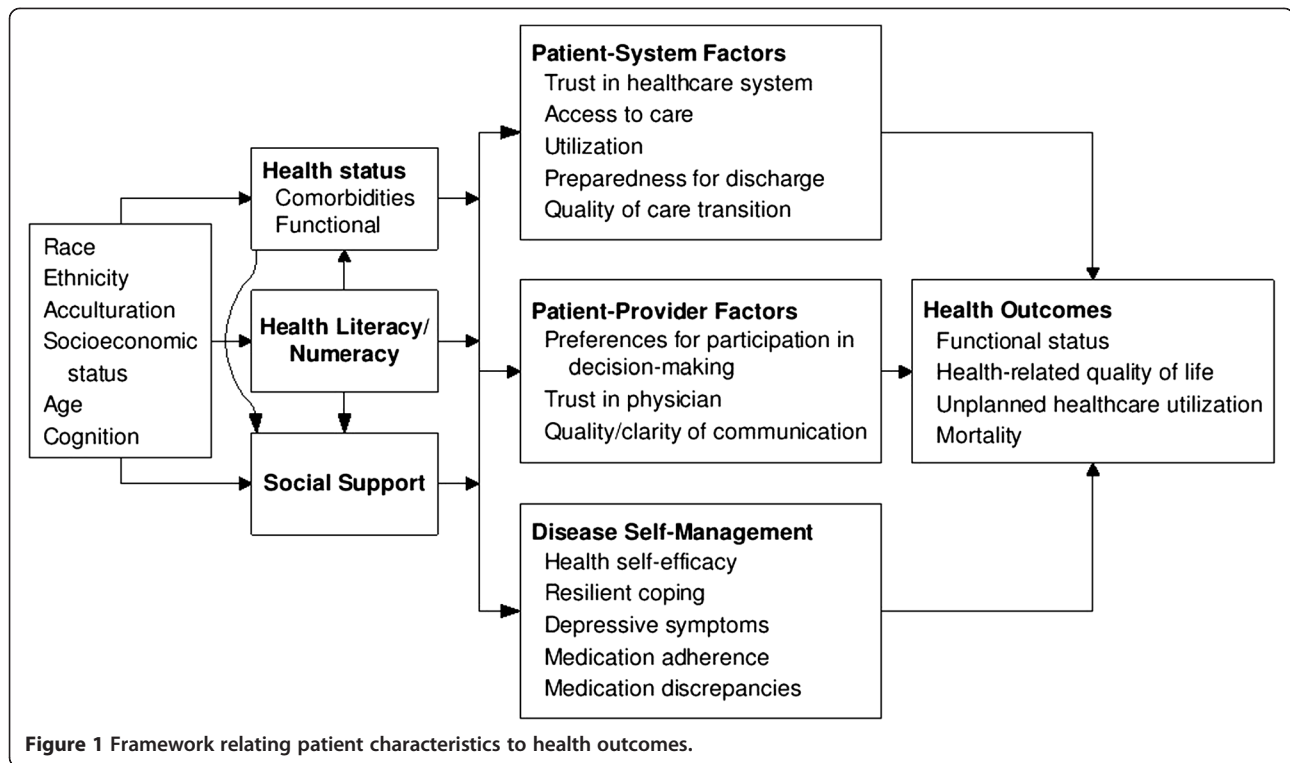 Race
Ethnicity
Acculturation
Socioeconomic
status
Age
Cognition
Health status
Comorbidities
Functional
Health Literacy/
Numeracy
Social Support
Patient-System Factors
Trust in healthcare system
Access to care
Utilization
Preparedness for discharge
Quality of care transition
Patient-Provider Factors
Preferences for participation in
decision-making
Trust in physician
Quality/clarity of communication
Disease Self-Management
Health self-efficacy
Resilient coping
Depressive symptoms
Medication adherence
Medication discrepancies
Health Outcomes
Functional status
Health-related quality of life
Unplanned healthcare utilization
Mortality
Figure 1 Framework relating patient characteristics to health outcomes.